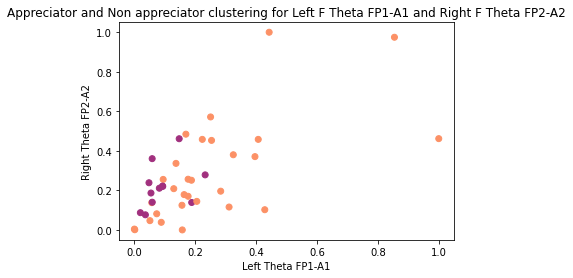 Appreciator and Non appreciator clustering for Left F Theta FP1-A1 and Right F Theta FP2-A2
1.0
0.8
0.6
0.4
0.2
0.0
Right Theta FP2-A2
0.0 0.2 0.4 0.6 0.8 1.0
Left Theta FP1-A1